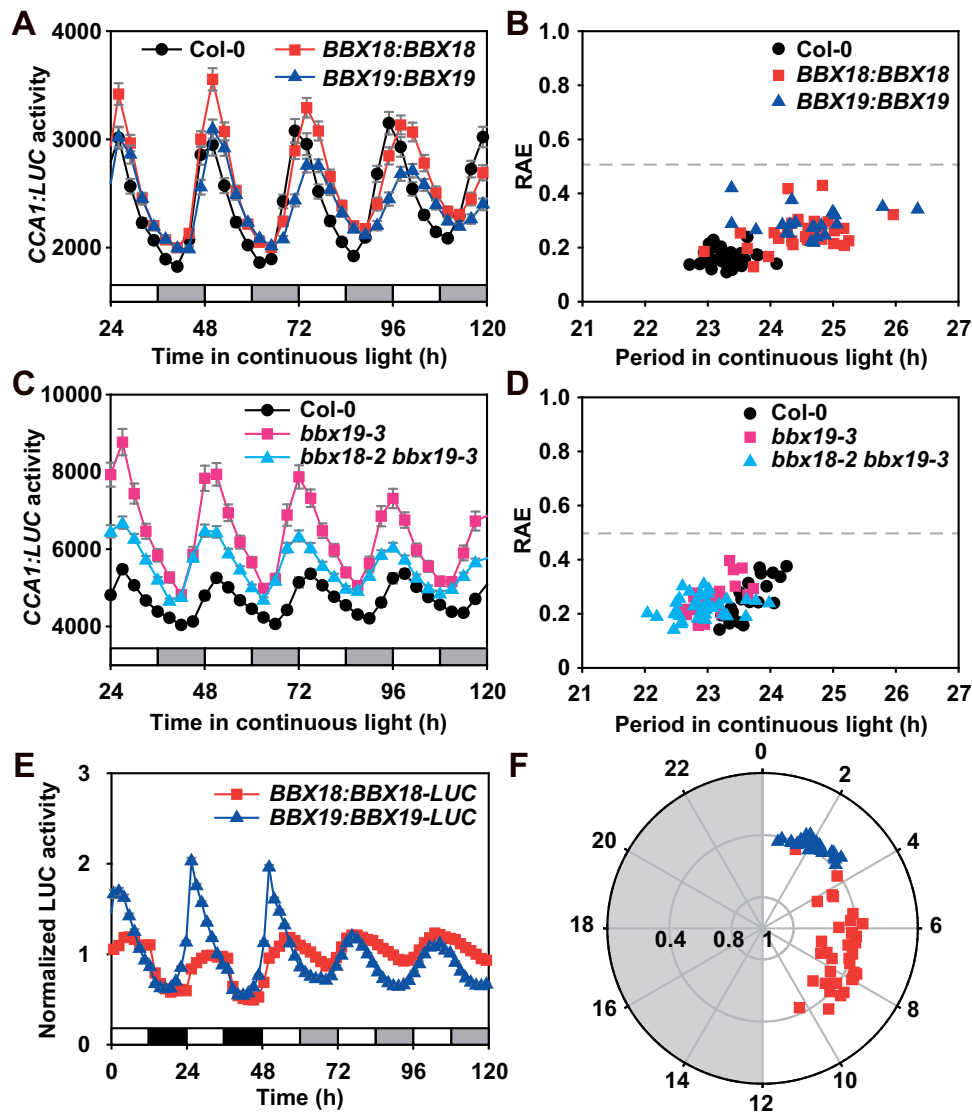 A
CCA1::LUC activity
4000
3000
2000
Col-0
BBX18:BBX18
BBX19:BBX19
24 48 72 96 120
Time in continuous light (h)
B
RAE
1.0
0.8
0.6
0.4
0.2
0
Col-0
BBX18:BBX18
BBX19:BBX19
21 22 23 24 25 26 27
Period in continuous light (h)
C
CCA1::LUC activity
10000
8000
6000
4000
Col-0
bbx19-3
bbx18-2 bbx19-3
24 48 72 96 120
Time in continuous light (h)
D
RAE
1.0
0.8
0.6
0.4
0.2
0
Col-0
bbx19-3
bbx18-2 bbx19-3
21 22 23 24 25 26 27
Period in continuous light (h)
E
Normalized LUC activity
3
2
1
0
BBX18:BBX18-LUC
BBX19:BBX19-LUC
0 24 48 72 96 120
Time (h)
F
0
2
4
6
8
10
12
14
16
18
20
22
0.4 0.8 1